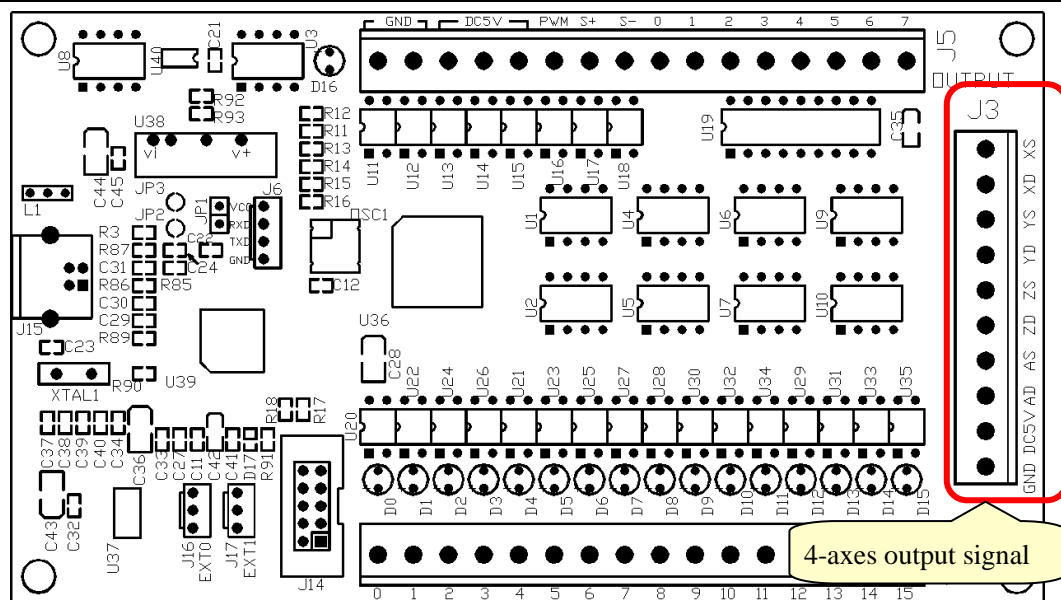 GND DC5V PWM S+ S- 0 1 2 3 4 5 6 7
J5
OUTPUT
U8
U40
C21
U3
D16
R92
R93
U38
vi v+
C44
C45
L1
JP3
JP2
JP1
J6
VCC
RXD
TXD
GND
R12
R11
R13
R14
R15
R16
OSC1
C12
U11 U12 U13 U14 U15 U16 U17 U18
U19
C35
U1 U4 U6 U9
U2 U5 U7 U10
J3
XS
XD
YS
YD
ZS
ZD
AS
AD
DC5V
GND
R3
R87
C31
R86
C30
C29
R89
C22
C24
R85
J15
C23
XTAL1
R90
U39
U36
C28
U20
U22 U24 U26 U21 U23 U25 U27 U28 U30 U32 U34 U29 U31 U33 U35
R18
R17
C37 C38 C39 C40 C34 C36 C33 C27 C11 C42 C41 D17 R91
C43
C32
U37
J16
EXT0
J17
EXT1
J14
D0 D1 D2 D3 D4 D5 D6 D7 D8 D9 D10 D11 D12 D13 D14 D15
4-axes output signal
0 1 2 3 4 5 6 7 8 9 10 11 12 13 14 15